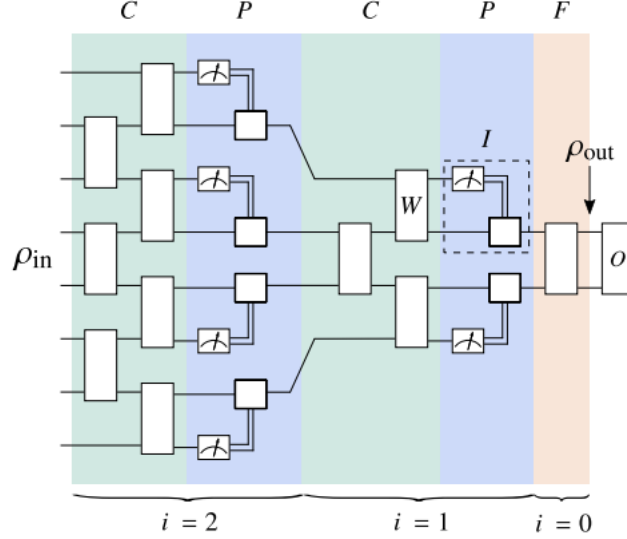 C P C P F
I
ρout
W
ρin
O
i = 2 i = 1 i = 0